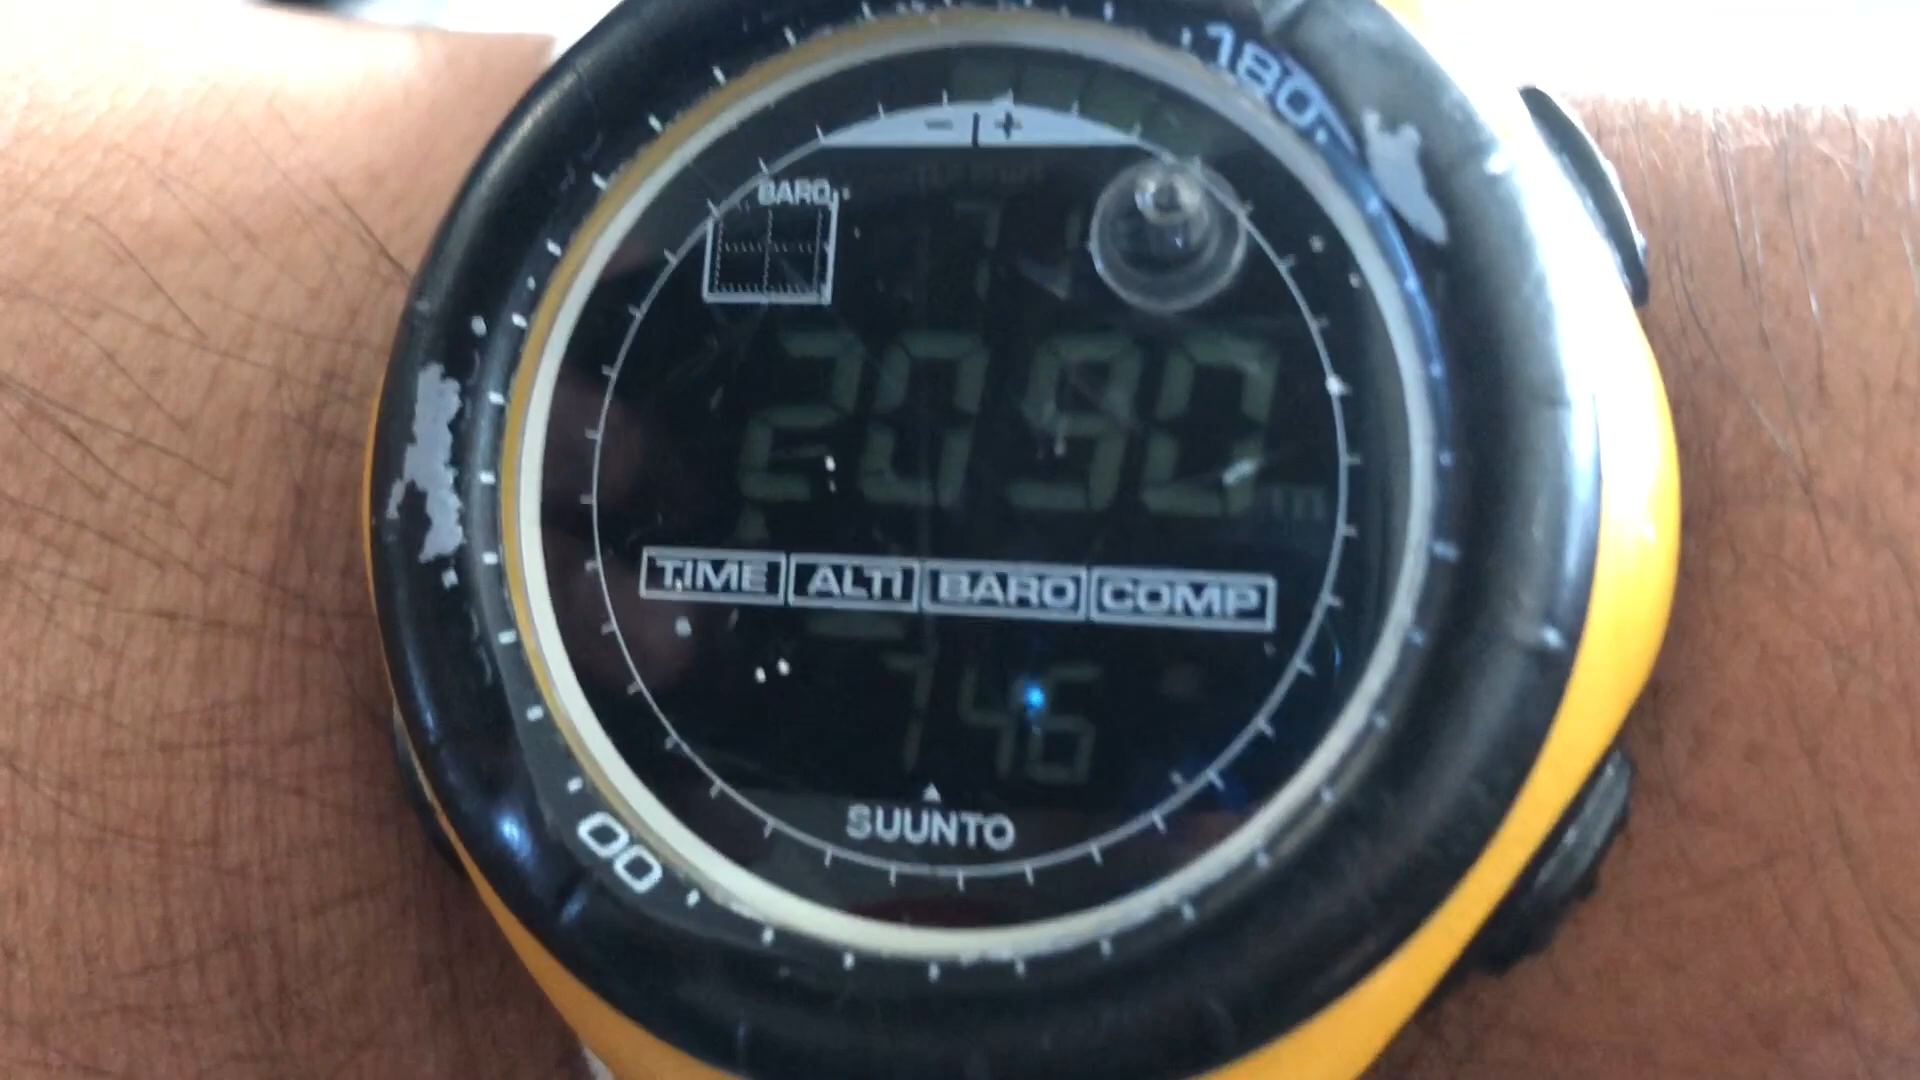 180
- +
BARO
2090 m
TIME ALTI BARO COMP
746
SUUNTO
00